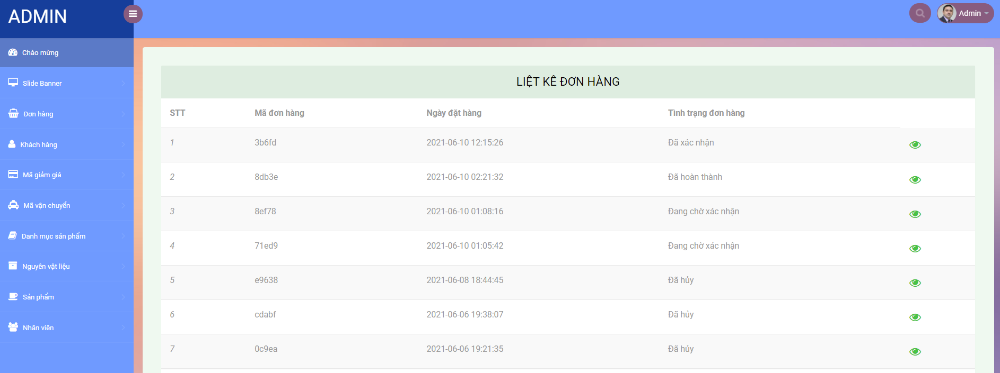 ADMIN
Admin
Chào mừng
Slide Banner
Đơn hàng
Khách hàng
Mã giảm giá
Mã vận chuyển
Danh mục sản phẩm
Nguyên vật liệu
Sản phẩm
Nhân viên
LIỆT KÊ ĐƠN HÀNG
STT Mã đơn hàng Ngày đặt hàng Tình trạng đơn hàng
1 3b6fd 2021-06-10 12:15:26 Đã xác nhận
2 8db3e 2021-06-10 02:21:32 Đã hoàn thành
3 8ef78 2021-06-10 01:08:16 Đang chờ xác nhận
4 71ed9 2021-06-10 01:05:42 Đang chờ xác nhận
5 e9638 2021-06-08 18:44:45 Đã hủy
6 cdabf 2021-06-06 19:38:07 Đã hủy
7 0c9ea 2021-06-06 19:21:35 Đã hủy